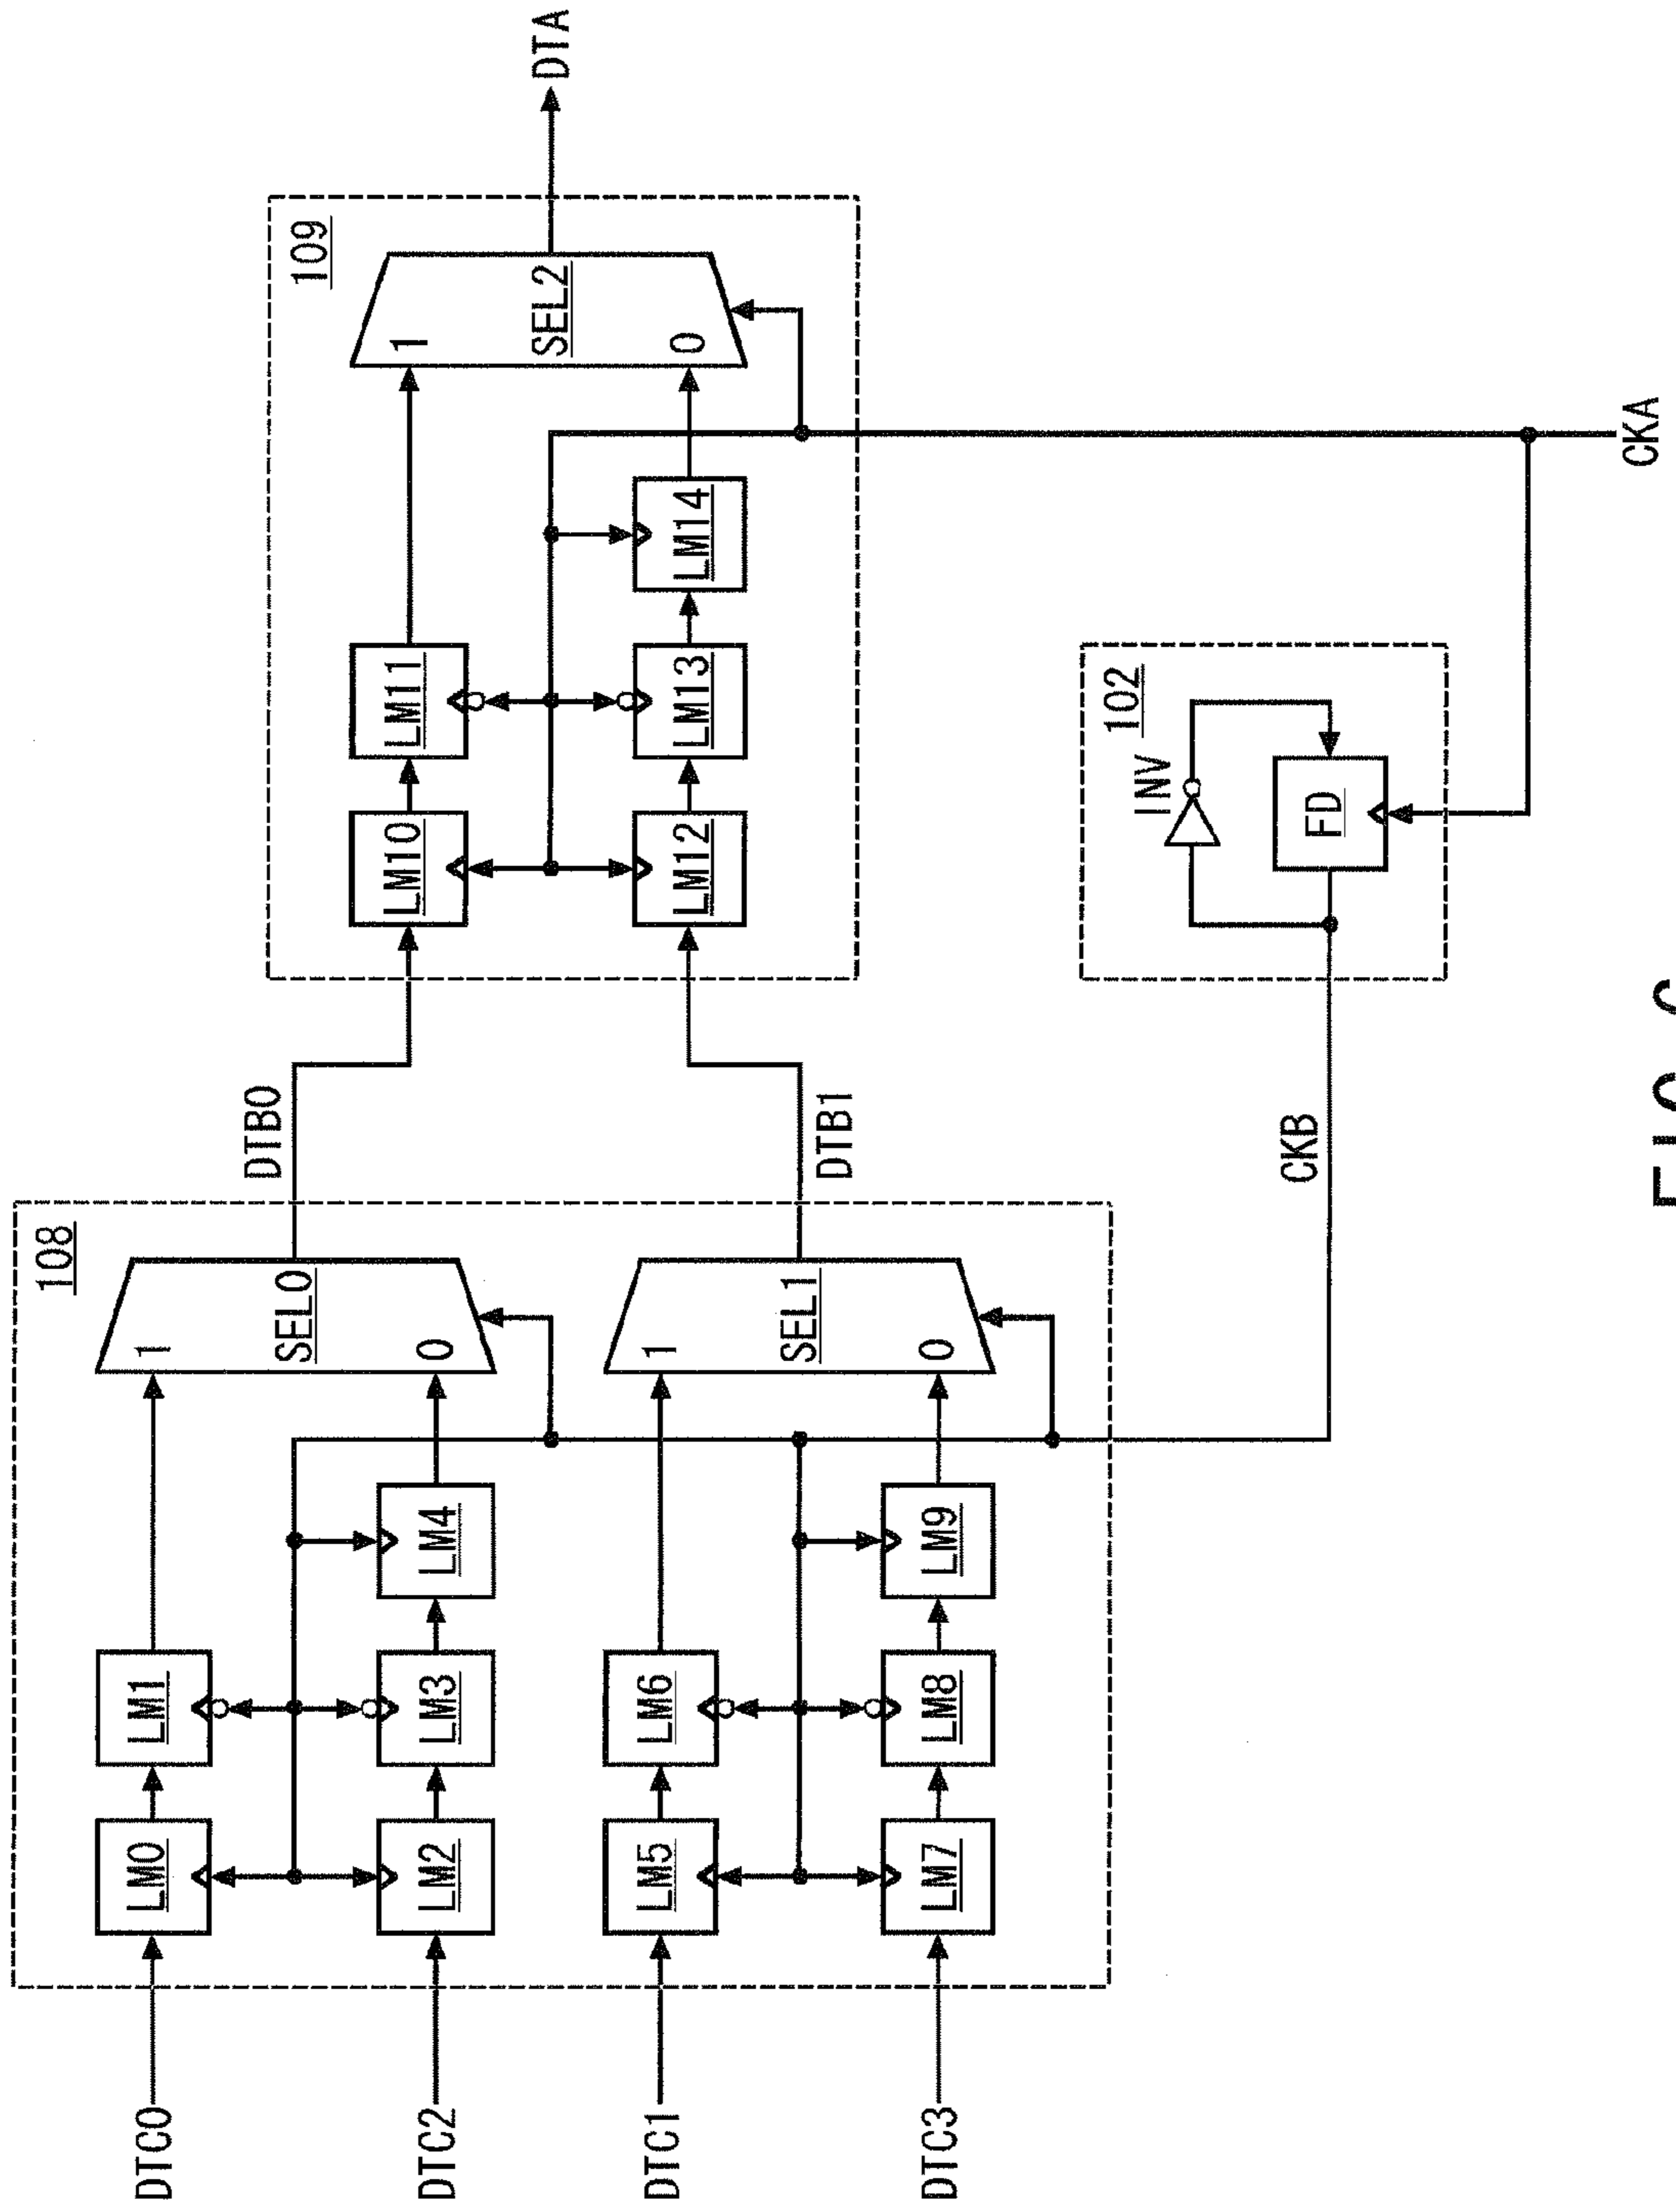 108
DTC0
LM0
LM1
1
SEL0
0
DTC2
LM2
LM3
LM4
DTB0
DTC1
LM5
LM6
1
SEL1
0
DTC3
LM7
LM8
LM9
DTB1
109
LM10
LM11
1
SEL2
0
LM12
LM13
LM14
DTA
102
INV
FD
CKB
CKA